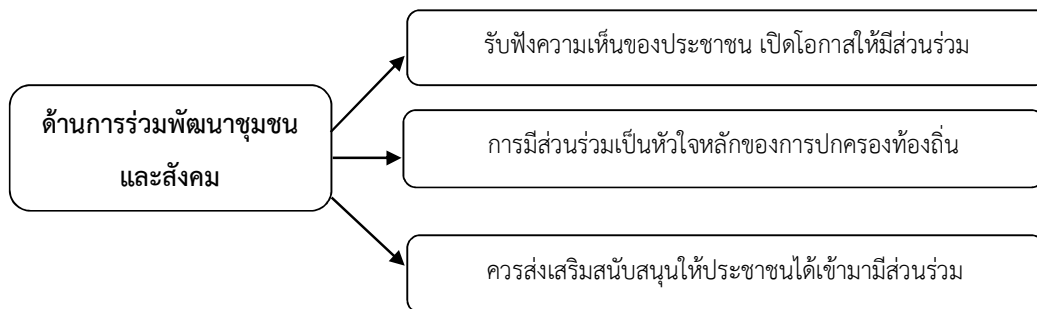 รับฟังความเห็นของประชาชน เปิดโอกาสให้มีส่วนร่วม
ด้านการร่วมพัฒนาชุมชน
และสังคม
การมีส่วนร่วมเป็นหัวใจหลักของการปกครองท้องถิ่น
ควรส่งเสริมสนับสนุนให้ประชาชนได้เข้ามามีส่วนร่วม